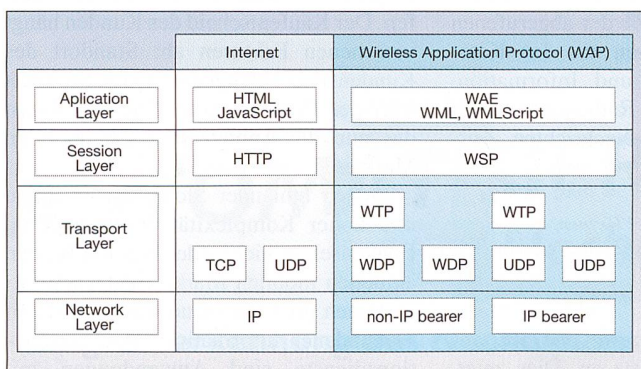 Internet
Wireless Application Protocol (WAP)
Aplication
Layer
HTML
JavaScript
WAE
WML, WMLScript
Session
Layer
HTTP
WSP
Transport
Layer
WTP
WTP
TCP
UDP
WDP
WDP
UDP
UDP
Network
Layer
IP
non-IP bearer
IP bearer